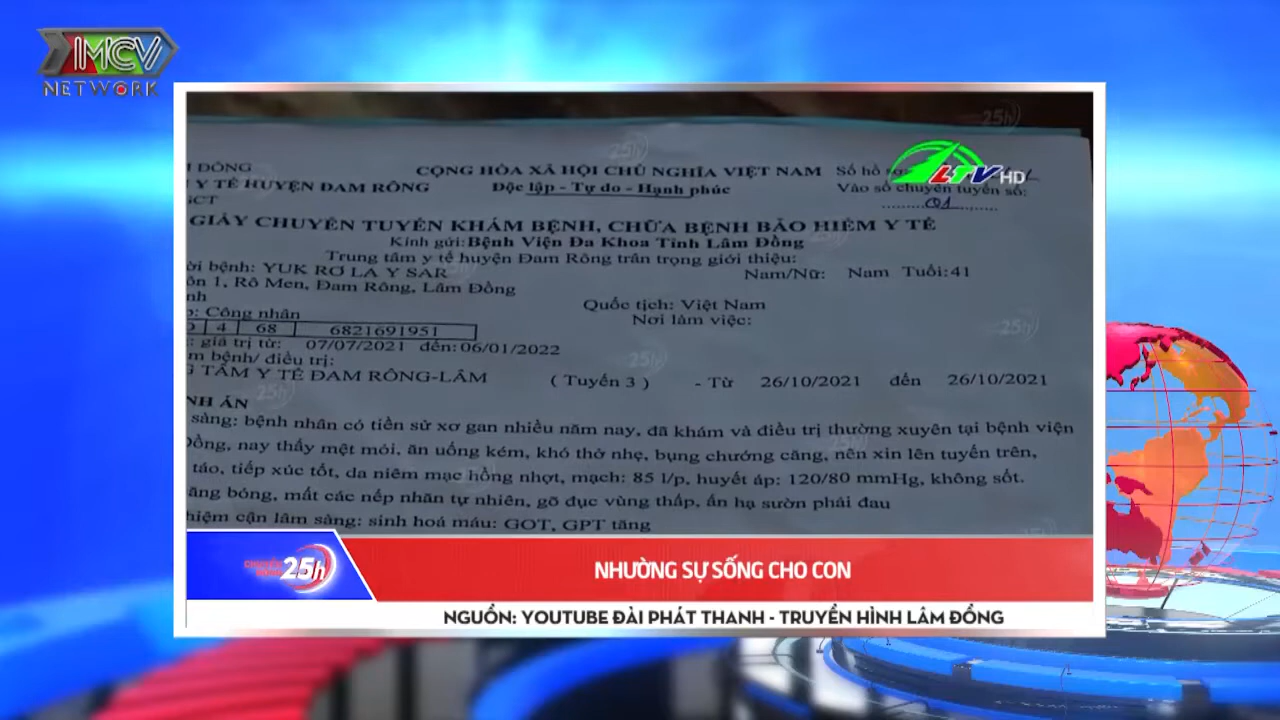 MCV
NETWORK
25h
LTV HD
M ĐỒNG
CỘNG HÒA XÃ HỘI CHỦ NGHĨA VIỆT NAM
Số hồ
Y TẾ HUYỆN ĐAM RÔNG
Độc lập - Tự do - Hạnh phúc
Vào sổ chuyển tuyến số:
GCT
01
GIẤY CHUYỂN TUYẾN KHÁM BỆNH, CHỮA BỆNH BẢO HIỂM Y TẾ
Kính gửi: Bệnh Viện Đa Khoa Tỉnh Lâm Đồng
Trung tâm y tế huyện Đam Rông trân trọng giới thiệu:
ời bệnh: YUK RƠ LA Y SAR
Nam/Nữ: Nam Tuổi: 41
ôn 1, Rô Men, Đam Rông, Lâm Đồng
nh
Quốc tịch: Việt Nam
: Công nhân
Nơi làm việc:
4 68 6821691951
: giá trị từ: 07/07/2021 đến: 06/01/2022
m bệnh/ điều trị:
G TÂM Y TẾ ĐAM RÔNG-LÂM ( Tuyến 3 ) - Từ 26/10/2021 đến 26/10/2021
NH ÁN
sàng: bệnh nhân có tiền sử xơ gan nhiều năm nay, đã khám và điều trị thường xuyên tại bệnh viện
Đồng, nay thấy mệt mỏi, ăn uống kém, khó thở nhẹ, bụng chướng căng, nên xin lên tuyến trên,
táo, tiếp xúc tốt, da niêm mạc hồng nhợt, mạch: 85 l/p, huyết áp: 120/80 mmHg, không sốt.
ăng bóng, mất các nếp nhăn tự nhiên, gõ đục vùng thấp, ấn hạ sườn phải đau
hiệm cận lâm sàng: sinh hoá máu: GOT, GPT tăng
CHUYỂN ĐỘNG 25h
NHƯỜNG SỰ SỐNG CHO CON
NGUỒN: YOUTUBE ĐÀI PHÁT THANH - TRUYỀN HÌNH LÂM ĐỒNG